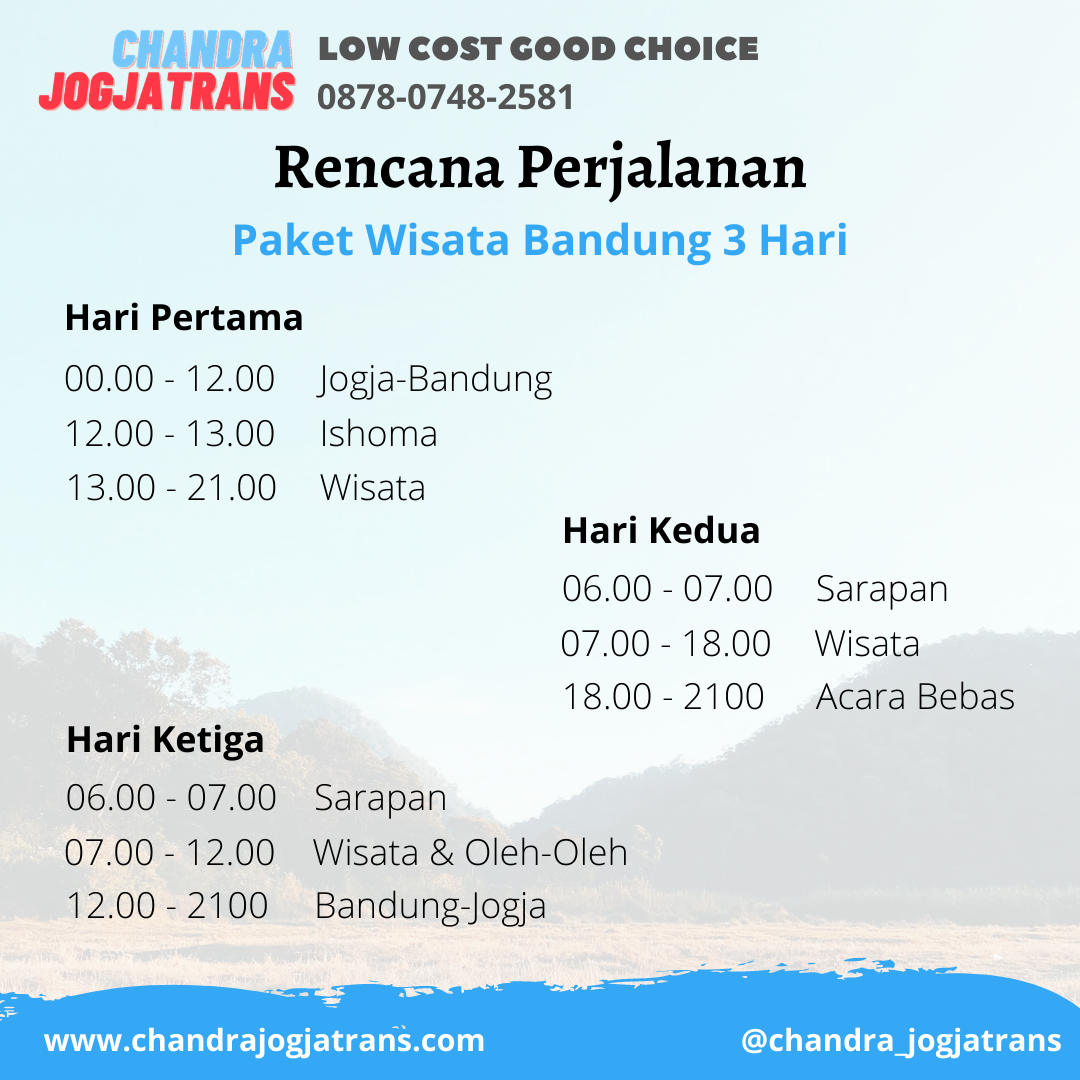 CHANDRA
JOGJATRANS
LOW COST GOOD CHOICE
0878-0748-2581
Rencana Perjalanan
Paket Wisata Bandung 3 Hari
Hari Pertama
00.00 - 12.00 Jogja-Bandung
12.00 - 13.00 Ishoma
13.00 - 21.00 Wisata
Hari Kedua
06.00 - 07.00 Sarapan
07.00 - 18.00 Wisata
18.00 - 2100 Acara Bebas
Hari Ketiga
06.00 - 07.00 Sarapan
07.00 - 12.00 Wisata & Oleh-Oleh
12.00 - 2100 Bandung-Jogja
www.chandrajogjatrans.com
@chandra_jogjatrans